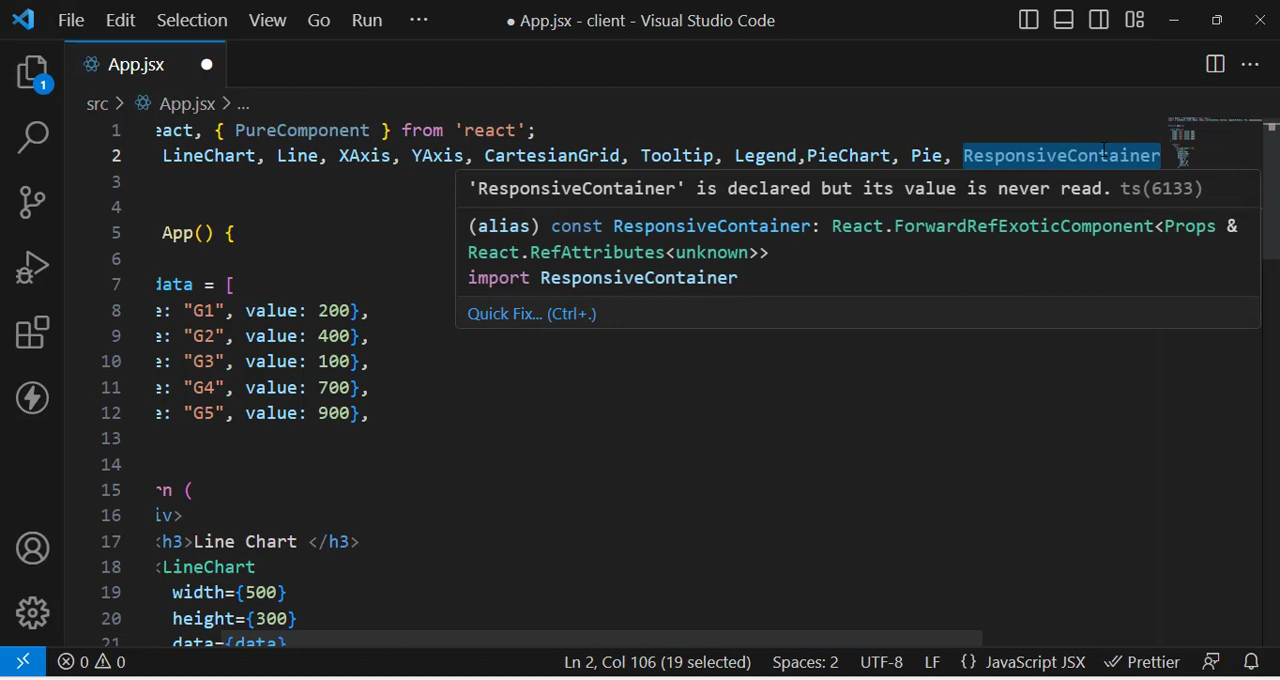 File Edit Selection View Go Run ··· ● App.jsx - client - Visual Studio Code
App.jsx ●
src > App.jsx > ...
1 eact, { PureComponent } from 'react';
2 LineChart, Line, XAxis, YAxis, CartesianGrid, Tooltip, Legend,PieChart, Pie, ResponsiveContainer
3
'ResponsiveContainer' is declared but its value is never read. ts(6133)
(alias) const ResponsiveContainer: React.ForwardRefExoticComponent<Props &
React.RefAttributes<unknown>>
import ResponsiveContainer
Quick Fix... (Ctrl+.)
4
5 App() {
6
7 data = [
8 e: "G1", value: 200},
9 e: "G2", value: 400},
10 e: "G3", value: 100},
11 e: "G4", value: 700},
12 e: "G5", value: 900},
13
14
15 rn (
16 iv>
17 <h3>Line Chart </h3>
18 <LineChart
19 width={500}
20 height={300}
21 data={data}
1
0 0 Ln 2, Col 106 (19 selected) Spaces: 2 UTF-8 LF {} JavaScript JSX Prettier